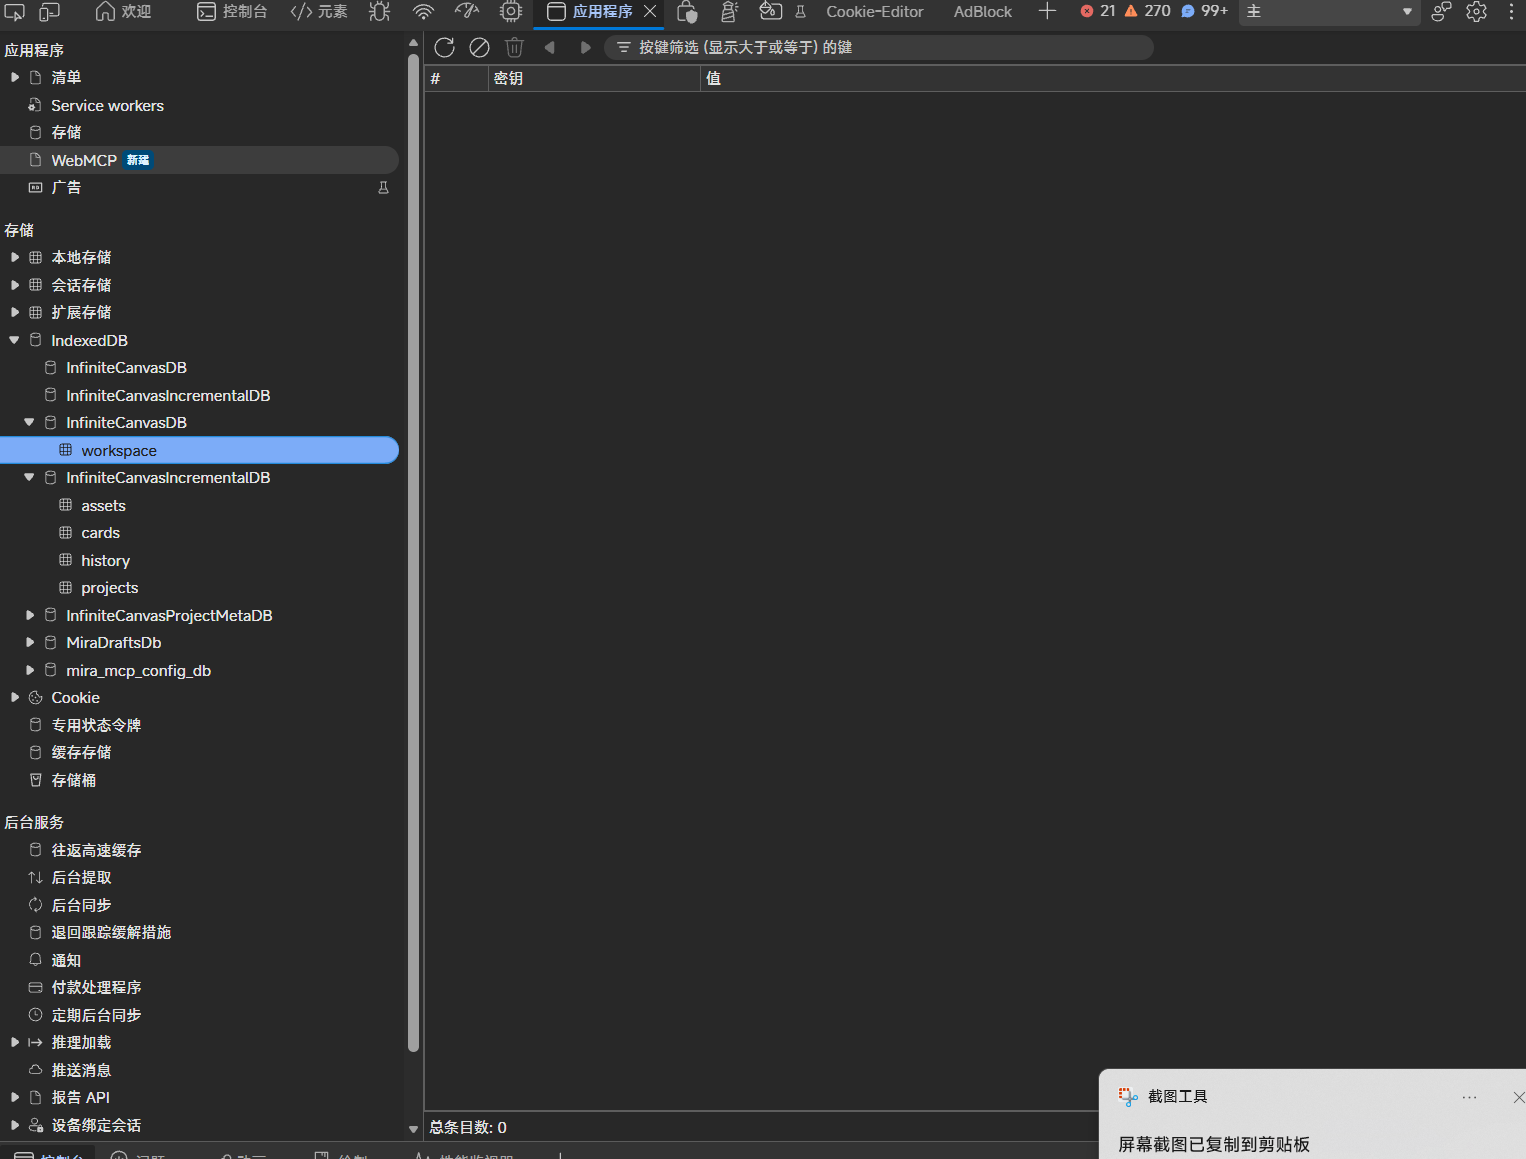 欢迎
控制台
元素
应用程序
Cookie-Editor
AdBlock
21
270
99+
主
应用程序
清单
Service workers
存储
WebMCP 新建
广告
存储
本地存储
会话存储
扩展存储
IndexedDB
InfiniteCanvasDB
InfiniteCanvasIncrementalDB
InfiniteCanvasDB
workspace
InfiniteCanvasIncrementalDB
assets
cards
history
projects
InfiniteCanvasProjectMetaDB
MiraDraftsDb
mira_mcp_config_db
Cookie
专用状态令牌
缓存存储
存储桶
后台服务
往返高速缓存
后台提取
后台同步
退回跟踪缓解措施
通知
付款处理程序
定期后台同步
推理加载
推送消息
报告 API
设备绑定会话
按键筛选 (显示大于或等于) 的键
# 密钥 值
总条目数: 0
截图工具
屏幕截图已复制到剪贴板
控制台